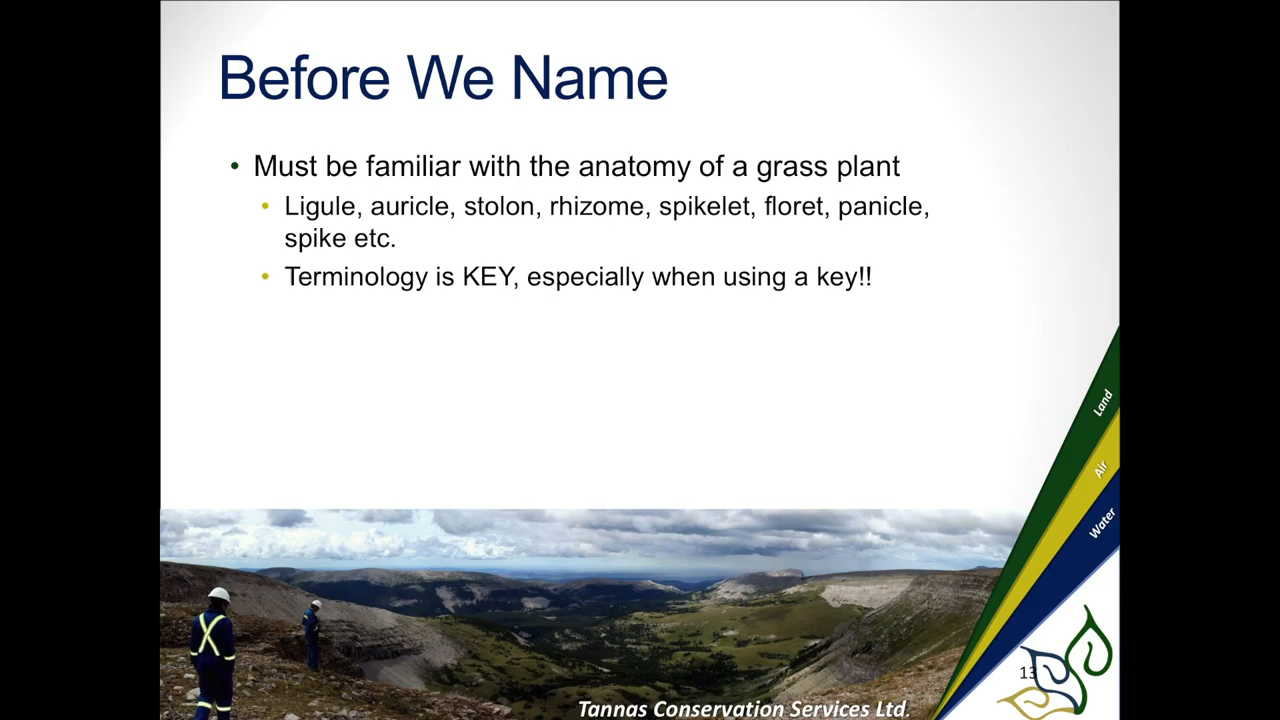 Before We Name
• Must be familiar with the anatomy of a grass plant
• Ligule, auricle, stolon, rhizome, spikelet, floret, panicle,
spike etc.
• Terminology is KEY, especially when using a key!!
Land
Air
Water
13
Tannas Conservation Services Ltd.